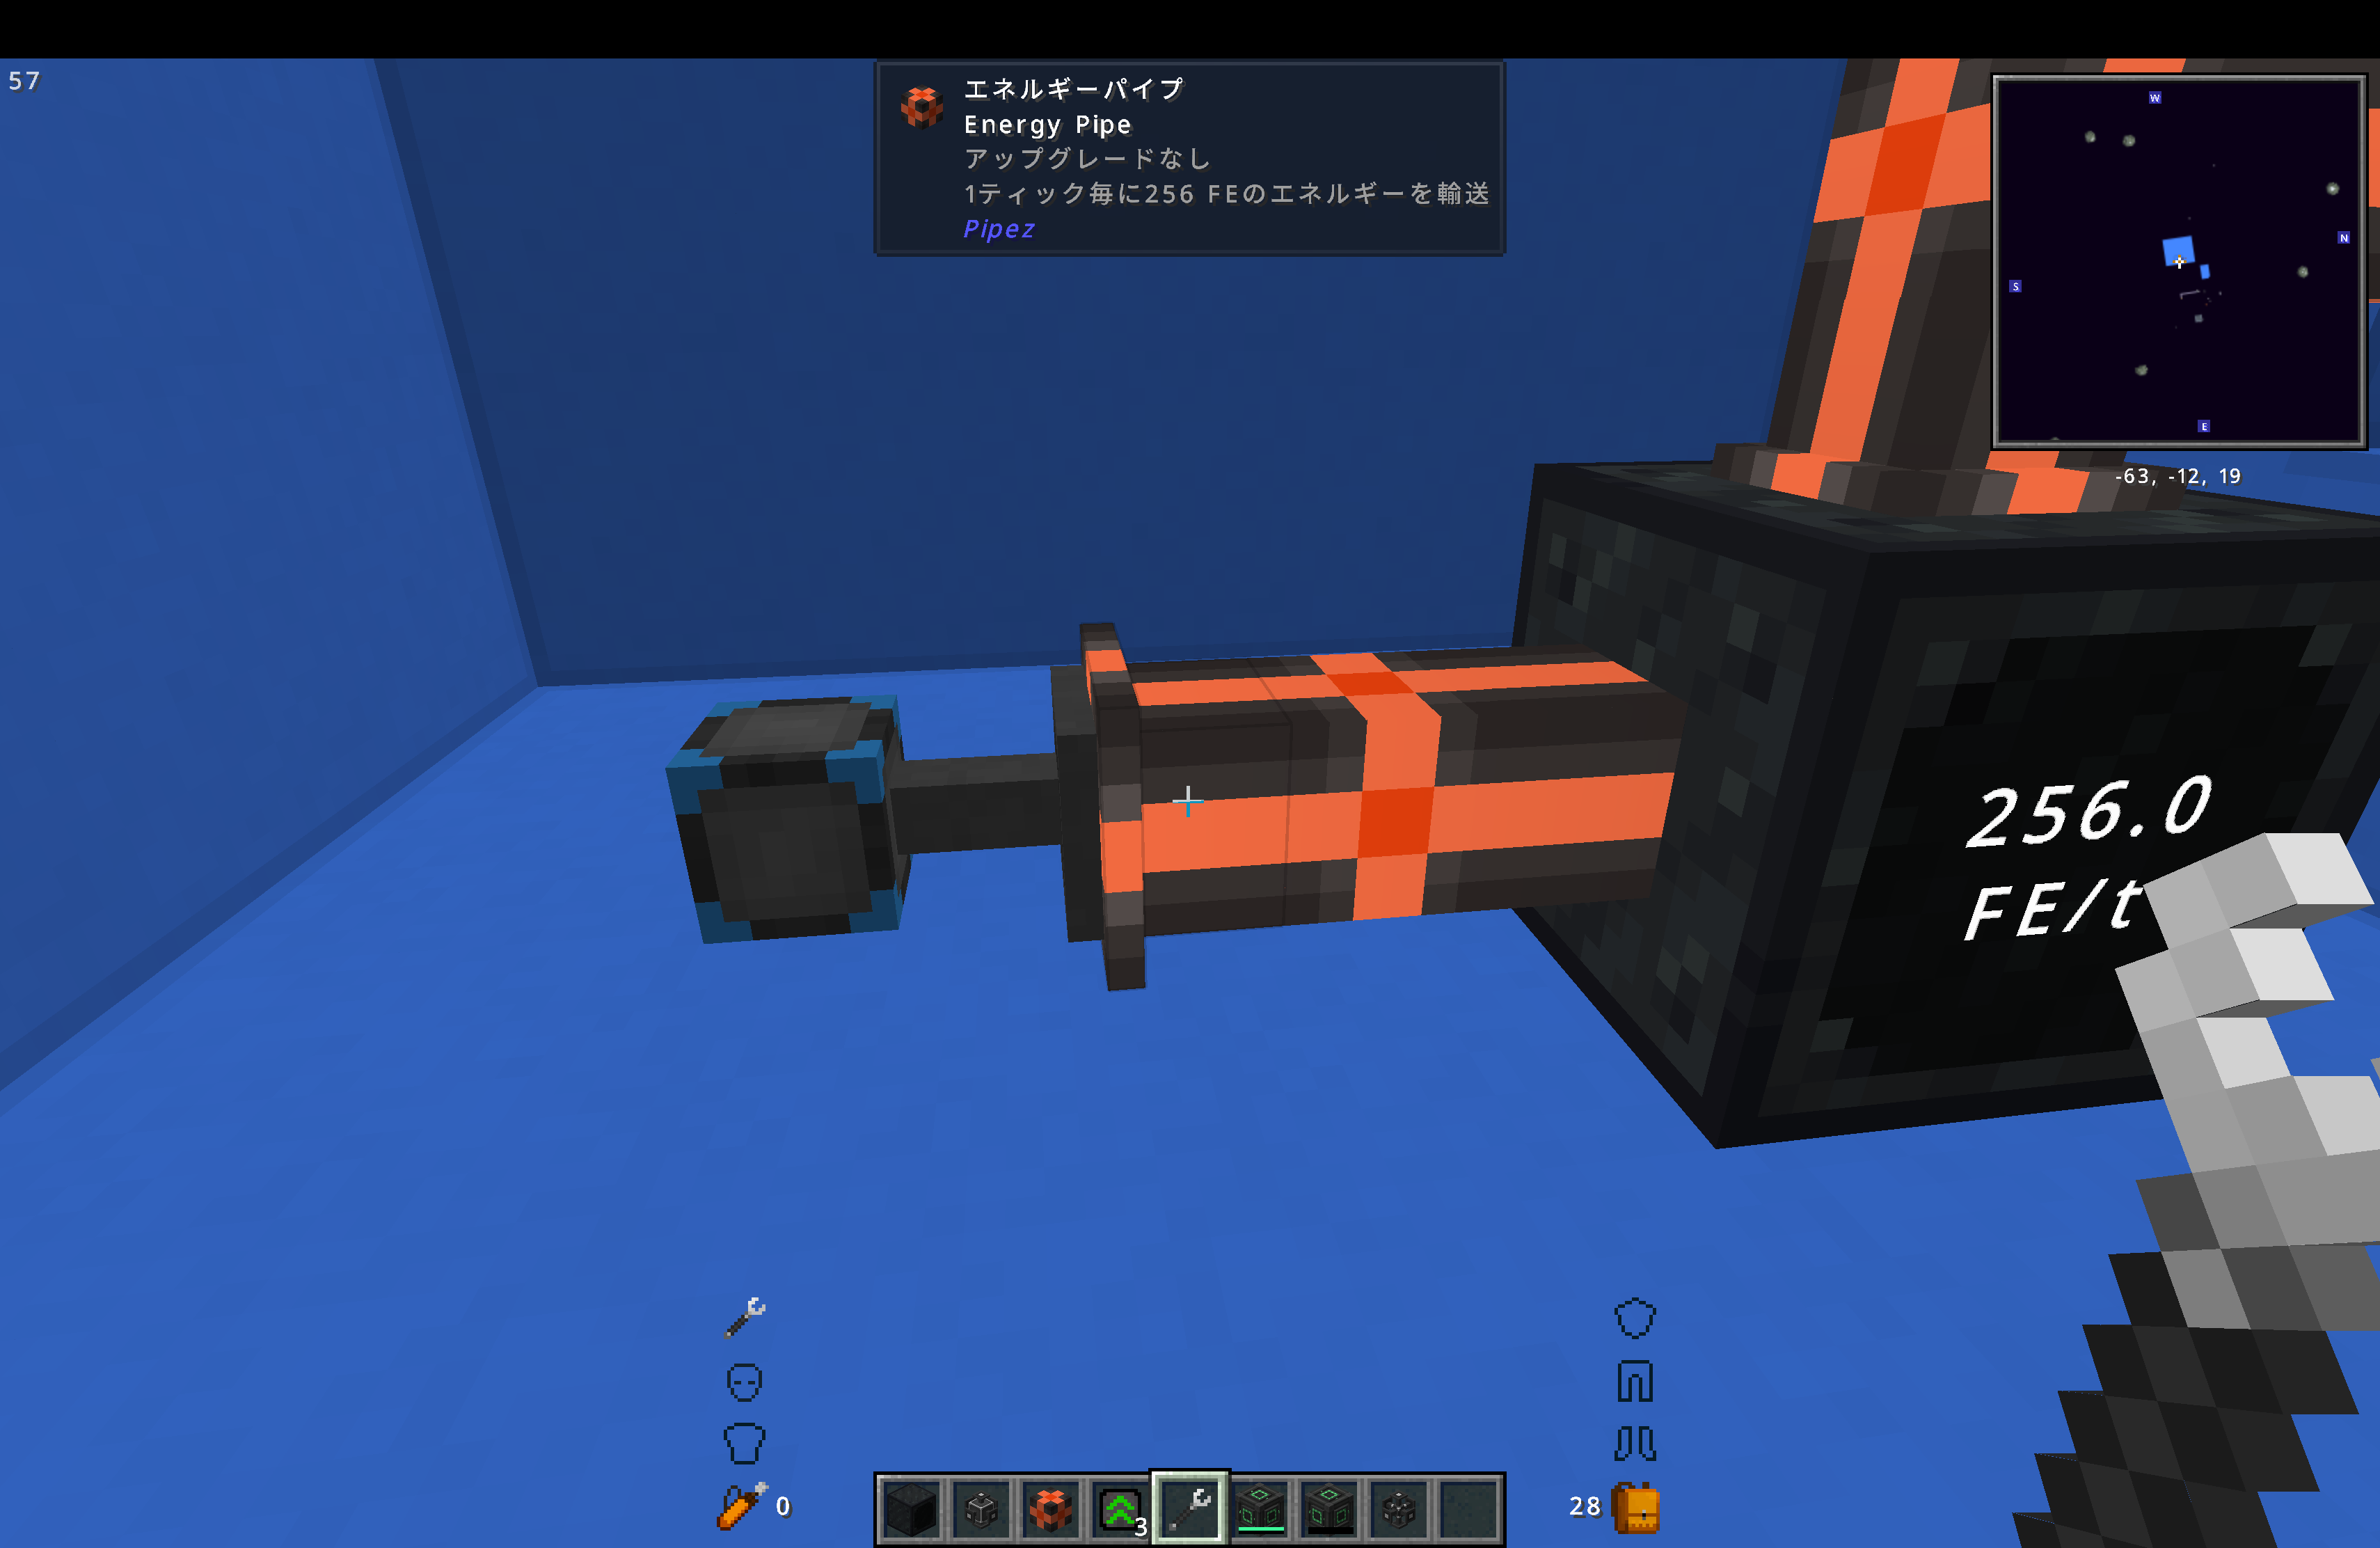 57
エネルギーパイプ
Energy Pipe
アップグレードなし
1ティック毎に256 FEのエネルギーを輸送
Pipez
W
N
S
E
-63, -12, 19
256.0
FE/t
0
3
28